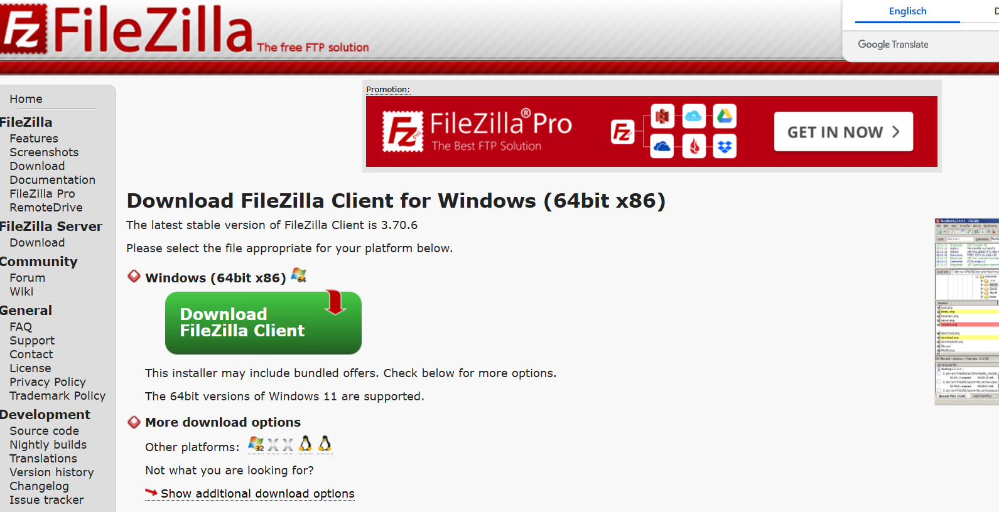 FileZilla The free FTP solution
Englisch
Google Translate
Promotion:
FileZilla® Pro
The Best FTP Solution
GET IN NOW
Home
FileZilla
Features
Screenshots
Download
Documentation
FileZilla Pro
RemoteDrive
FileZilla Server
Download
Community
Forum
Wiki
General
FAQ
Support
Contact
License
Privacy Policy
Trademark Policy
Development
Source code
Nightly builds
Translations
Version history
Changelog
Issue tracker
Download FileZilla Client for Windows (64bit x86)
The latest stable version of FileZilla Client is 3.70.6
Please select the file appropriate for your platform below.
Windows (64bit x86)
Download
FileZilla Client
This installer may include bundled offers. Check below for more options.
The 64bit versions of Windows 11 are supported.
More download options
Other platforms:
Not what you are looking for?
Show additional download options